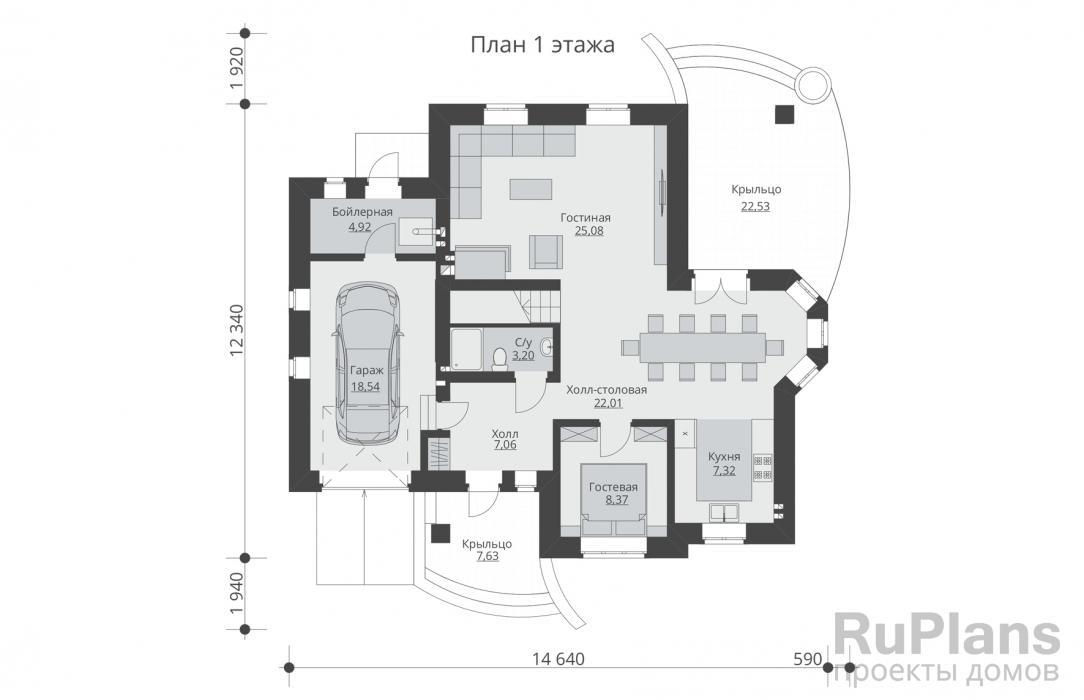 План 1 этажа
1 920
12 340
1 940
14 640
590
Крыльцо
22,53
Бойлерная
4,92
Гостиная
25,08
С/у
3,20
Гараж
18,54
Холл-столовая
22,01
Холл
7,06
Кухня
7,32
x
Гостевая
8,37
Крыльцо
7,63
RuPlans
проекты домов